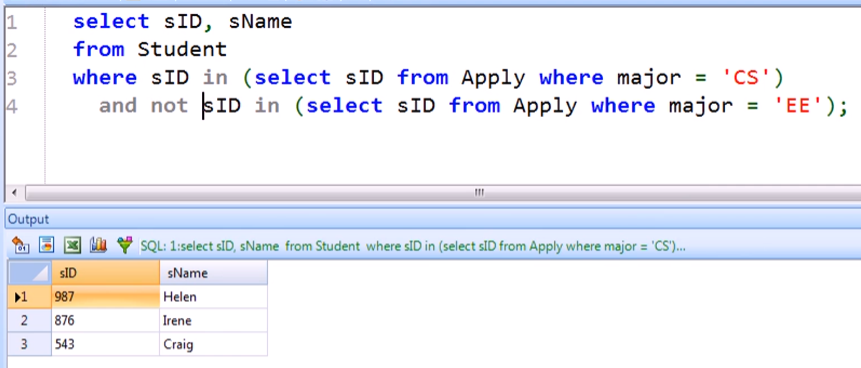 1 select sID, sName
2 from Student
3 where sID in (select sID from Apply where major = 'CS')
4 and not sID in (select sID from Apply where major = 'EE');
Output
SQL: 1:select sID, sName from Student where sID in (select sID from Apply where major = 'CS')...
sID sName
1 987 Helen
2 876 Irene
3 543 Craig